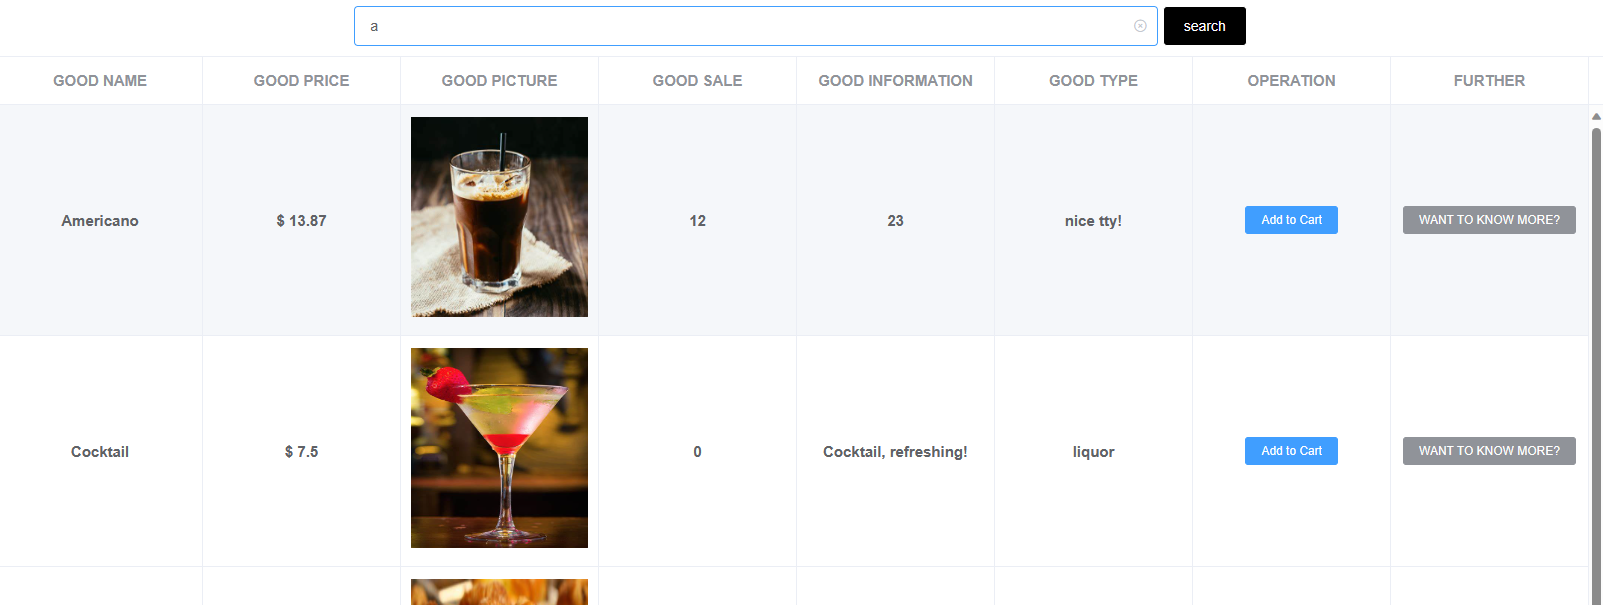 a
search
GOOD NAME GOOD PRICE GOOD PICTURE GOOD SALE GOOD INFORMATION GOOD TYPE OPERATION FURTHER
Americano $ 13.87 12 23 nice tty! Add to Cart WANT TO KNOW MORE?
Cocktail $ 7.5 0 Cocktail, refreshing! liquor Add to Cart WANT TO KNOW MORE?